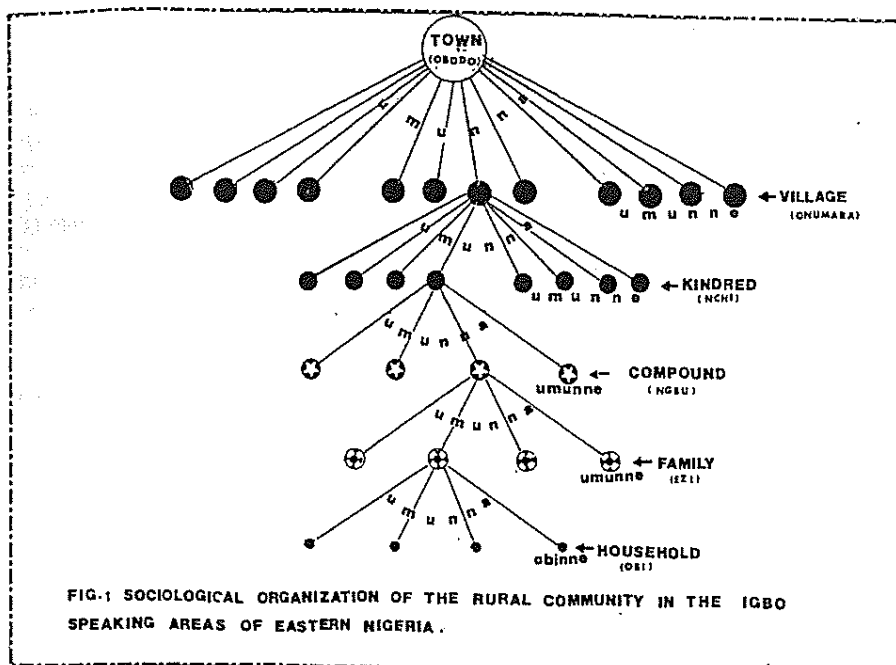 TOWN
(OBODO)
umunna
← VILLAGE
umunne
(ONUMARA)
umunna
← KINDRED
umunne
(NCHI)
umunna
← COMPOUND
umunne
(NGBU)
umunna
← FAMILY
umunne
(EZI)
umunna
← HOUSEHOLD
obinne
(OBI)
FIG-1 SOCIOLOGICAL ORGANIZATION OF THE RURAL COMMUNITY IN THE IGBO
SPEAKING AREAS OF EASTERN NIGERIA.